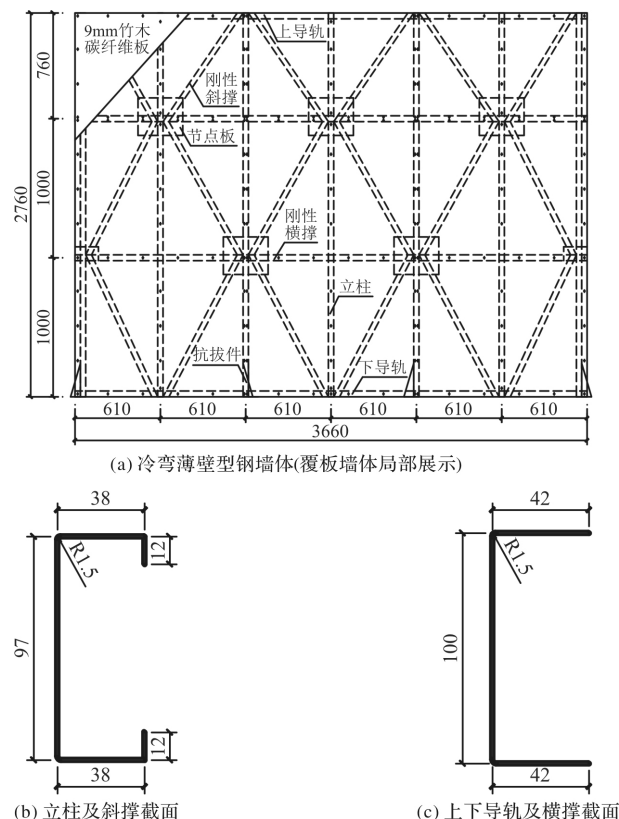 9mm竹木
碳纤维板
上导轨
刚性
斜撑
节点板
刚性
横撑
立柱
抗拔件
下导轨
760
1000
1000
2760
610
610
610
610
610
610
3660
(a) 冷弯薄壁型钢墙体(覆板墙体局部展示)
38
12
R1.5
97
12
38
(b) 立柱及斜撑截面
42
R1.5
100
42
(c) 上下导轨及横撑截面